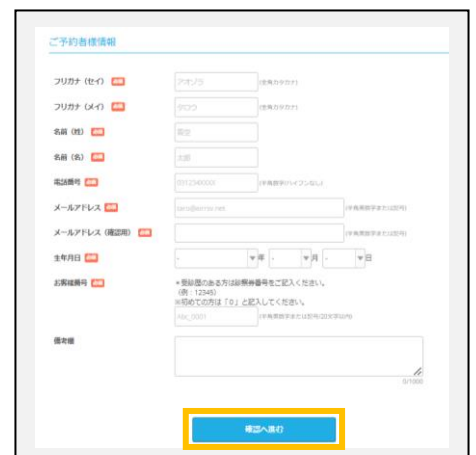 ご予約者様情報
フリガナ（セイ） 必須 アオゾラ (全角カタカナ)
フリガナ（メイ） 必須 タロウ (全角カタカナ)
名前（姓） 必須 青空
名前（名） 必須 太郎
電話番号 必須 (半角数字/ハイフンなし)
メールアドレス 必須 (半角英数字または記号)
メールアドレス（確認用） 必須 (半角英数字または記号)
生年月日 必須 - 年 - 月 - 日
お客様番号 必須 ＊受診歴のある方は診察券番号をご記入ください。
(例：12345)
※初めての方は「０」と記入してください。
Abc_0001 (半角英数字または記号/20文字以内)
備考欄
0/1000
確認へ進む